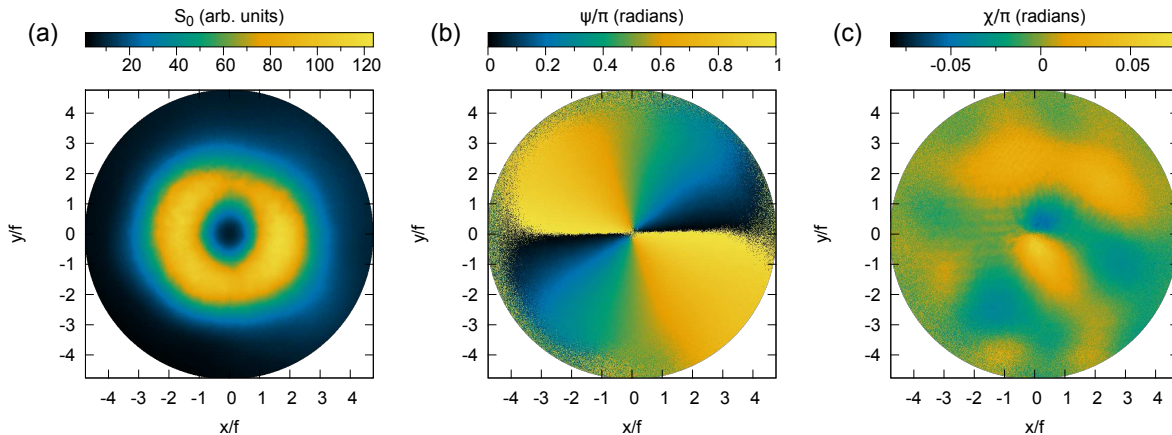 (a)
S₀ (arb. units)
20 40 60 80 100 120
4
3
2
1
0
-1
-2
-3
-4
y/f
-4 -3 -2 -1 0 1 2 3 4
x/f
(b)
ψ/π (radians)
0 0.2 0.4 0.6 0.8 1
4
3
2
1
0
-1
-2
-3
-4
y/f
-4 -3 -2 -1 0 1 2 3 4
x/f
(c)
χ/π (radians)
-0.05 0 0.05
4
3
2
1
0
-1
-2
-3
-4
y/f
-4 -3 -2 -1 0 1 2 3 4
x/f